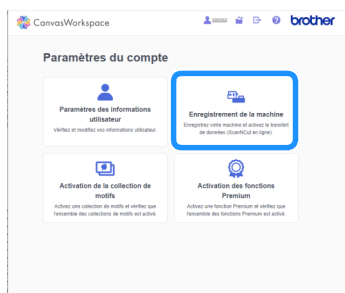 CanvasWorkspace
brother
Paramètres du compte
Paramètres des informations
utilisateur
Vérifiez et modifiez vos informations utilisateur.
Enregistrement de la machine
Enregistrez votre machine et activez le transfert
de données (ScanNCut en ligne).
Activation de la collection de
motifs
Activez une collection de motifs et vérifiez que
l'ensemble des collections de motifs est activé.
Activation des fonctions
Premium
Activez une fonction Premium et vérifiez que
l'ensemble des fonctions Premium est activé.